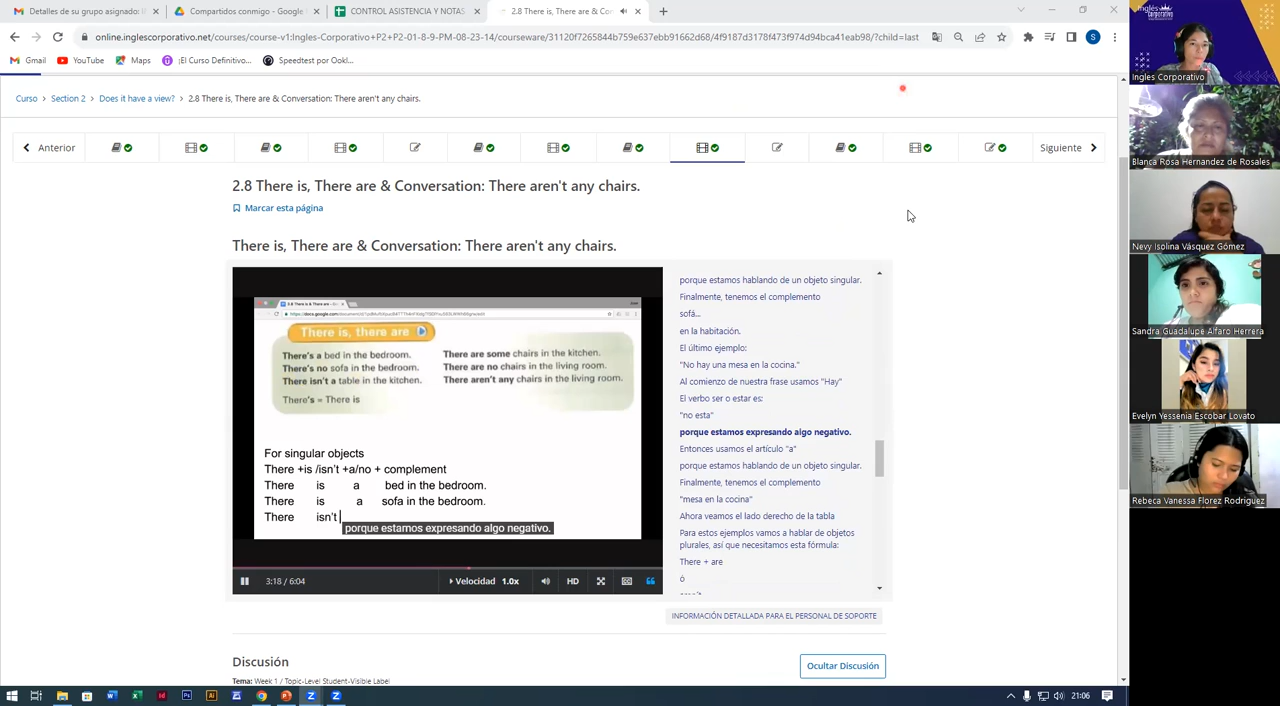 Detalles de su grupo asignado: I
Compartidos conmigo - Google
CONTROL ASISTENCIA Y NOTAS
2.8 There is, There are & Con
online.inglescorporativo.net/courses/course-v1:Ingles-Corporativo+P2+P2-01-8-9-PM-08-23-14/courseware/31120f7265844b759e637ebb91662d68/4f9187d3178f473f974d94bca41eab98/?child=last
S
Gmail
YouTube
Maps
¡El Curso Definitivo...
Speedtest por Ookl...
Curso
Section 2
Does it have a view?
2.8 There is, There are & Conversation: There aren't any chairs.
Anterior
Siguiente
2.8 There is, There are & Conversation: There aren't any chairs.
Marcar esta página
There is, There are & Conversation: There aren't any chairs.
There is, there are
There's a bed in the bedroom.
There's no sofa in the bedroom.
There isn't a table in the kitchen.
There's = There is
There are some chairs in the kitchen.
There are no chairs in the living room.
There aren't any chairs in the living room.
For singular objects
There +is /isn't +a/no + complement
There is a bed in the bedroom.
There is a sofa in the bedroom.
There isn't
porque estamos expresando algo negativo.
3:18 / 6:04
Velocidad 1.0x
HD
porque estamos hablando de un objeto singular.
Finalmente, tenemos el complemento
sofá...
en la habitación.
El último ejemplo:
"No hay una mesa en la cocina."
Al comienzo de nuestra frase usamos "Hay"
El verbo ser o estar es:
"no esta"
porque estamos expresando algo negativo.
Entonces usamos el artículo "a"
porque estamos hablando de un objeto singular.
Finalmente, tenemos el complemento
"mesa en la cocina"
Ahora veamos el lado derecho de la tabla
Para estos ejemplos vamos a hablar de objetos
plurales, así que necesitamos esta fórmula:
There + are
ó
INFORMACIÓN DETALLADA PARA EL PERSONAL DE SOPORTE
Discusión
Tema: Week 1 / Topic-Level Student-Visible Label
Ocultar Discusión
21:06
Inglés
Corporativo
Ingles Corporativo
Blanca Rosa Hernandez de Rosales
Nevy Isolina Vásquez Gómez
Sandra Guadalupe Alfaro Herrera
Evelyn Yessenia Escobar Lovato
Rebeca Vanessa Florez Rodriguez